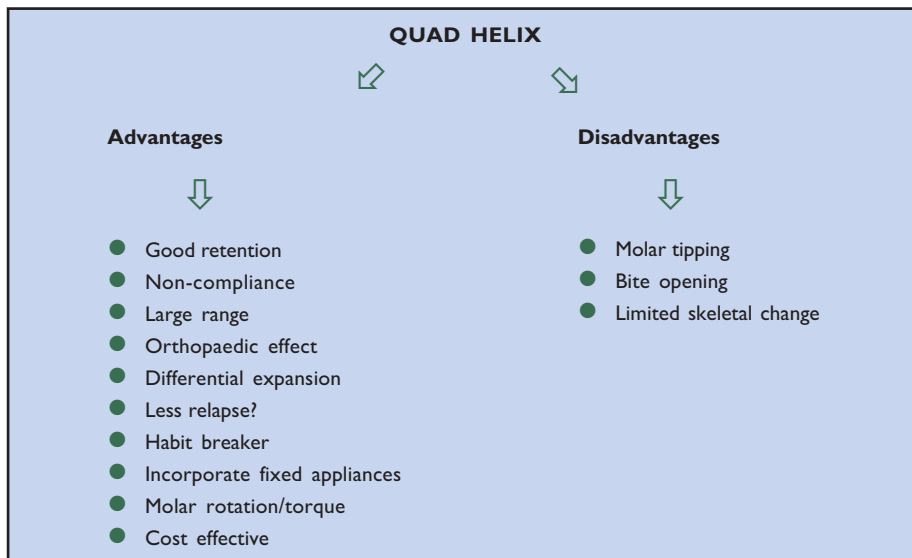 QUAD HELIX
Advantages
Good retention
Non-compliance
Large range
Orthopaedic effect
Differential expansion
Less relapse?
Habit breaker
Incorporate fixed appliances
Molar rotation/torque
Cost effective
Disadvantages
Molar tipping
Bite opening
Limited skeletal change